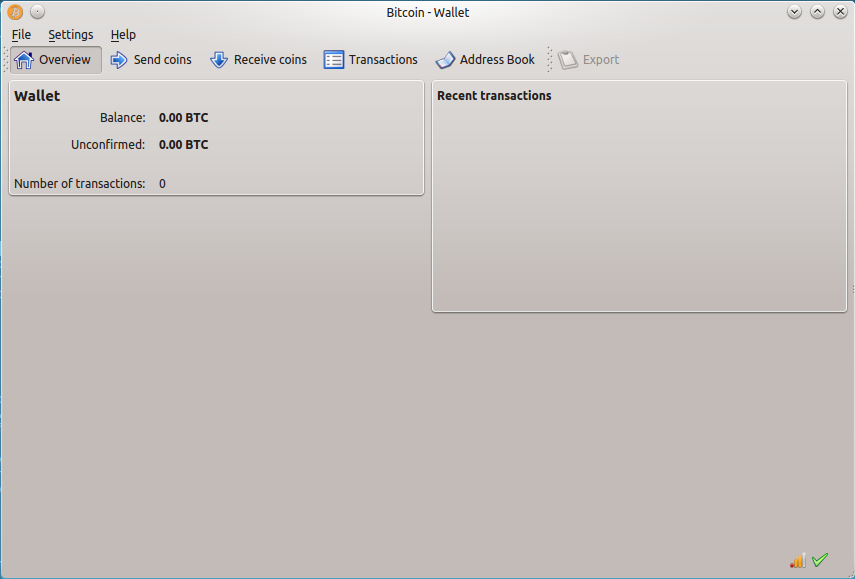 Bitcoin - Wallet
File Settings Help
Overview Send coins Receive coins Transactions Address Book Export
Wallet
Balance: 0.00 BTC
Unconfirmed: 0.00 BTC
Number of transactions: 0
Recent transactions